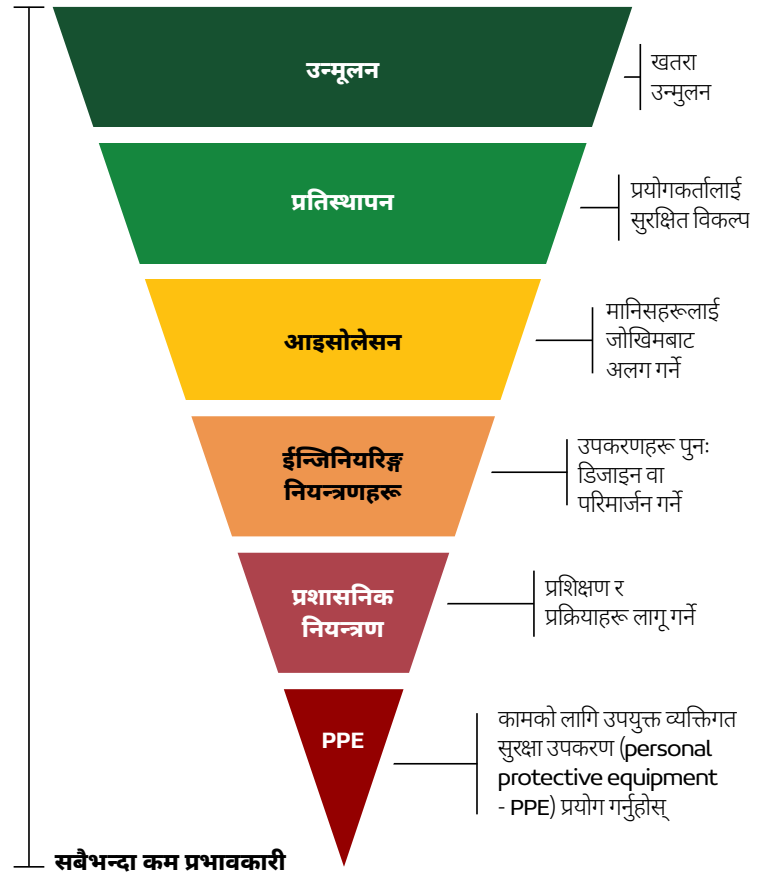 उन्मूलन
खतरा
उन्मुलन
प्रतिस्थापन
प्रयोगकर्तालाई
सुरक्षित विकल्प
आइसोलेसन
मानिसहरूलाई
जोखिमबाट
अलग गर्ने
ईन्जिनियरिङ्ग
नियन्त्रणहरू
उपकरणहरू पुनः
डिजाइन वा
परिमार्जन गर्ने
प्रशासनिक
नियन्त्रण
प्रशिक्षण र
प्रक्रियाहरू लागू गर्ने
PPE
कामको लागि उपयुक्त व्यक्तिगत
सुरक्षा उपकरण (personal
protective equipment
- PPE) प्रयोग गर्नुहोस्
सबैभन्दा कम प्रभावकारी